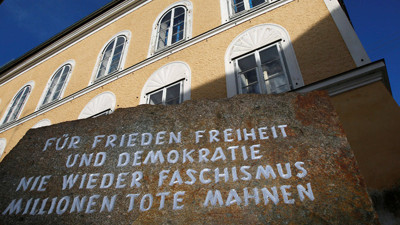 FÜR FRIEDEN FREIHEIT
UND DEMOKRATIE
NIE WIEDER FASCHISMUS
MILLIONEN TOTE MAHNEN